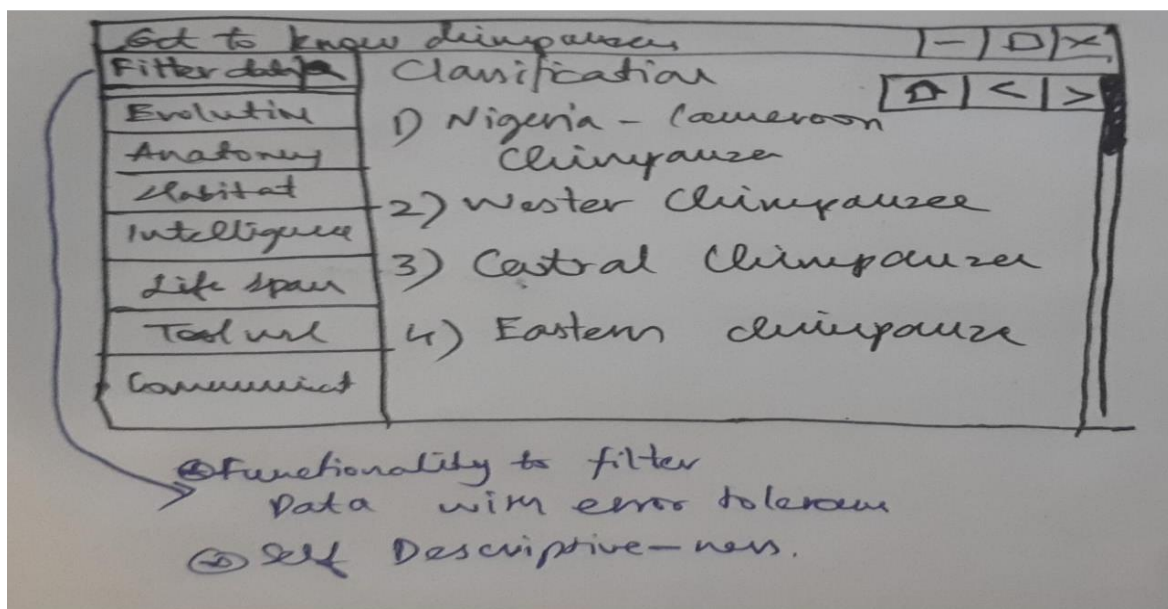 Get to know chimpanzees
Filter data
Classification
Evolution
1) Nigeria - Cameroon
Chimpanzee
Anatomy
Habitat
2) Wester Chimpanzee
Intelligence
3) Central Chimpanzee
Life span
Tool use
4) Eastern chimpanze
Communicat
Functionality to filter
Data with error tolerance
Self Descriptive-ness.